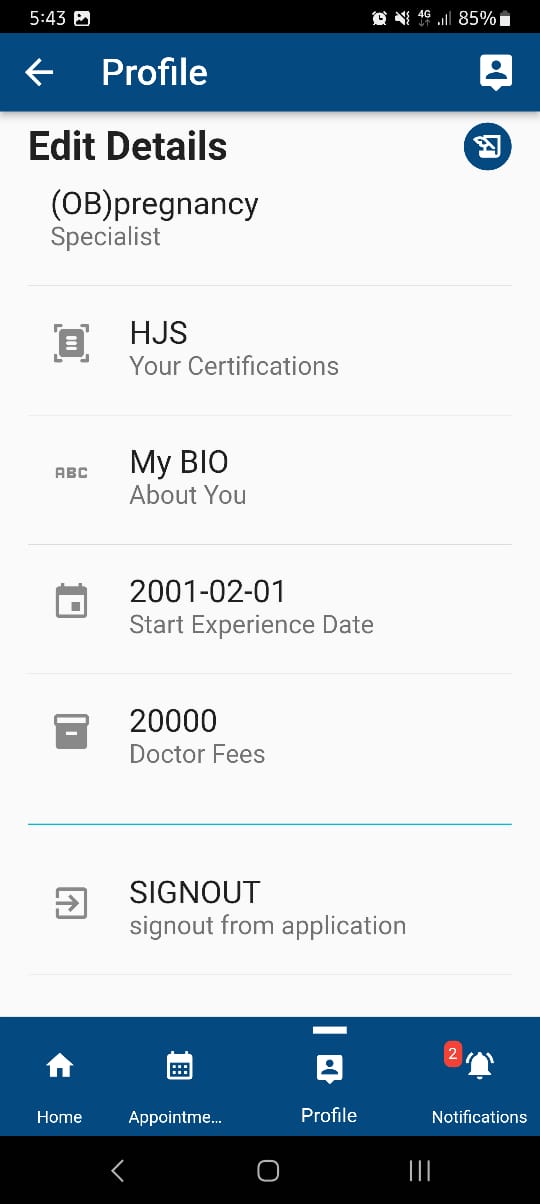 5:43
4G
85%
Profile
Edit Details
(OB)pregnancy
Specialist
HJS
Your Certifications
ABC
My BIO
About You
2001-02-01
Start Experience Date
20000
Doctor Fees
SIGNOUT
signout from application
2
Home
Appointme...
Profile
Notifications